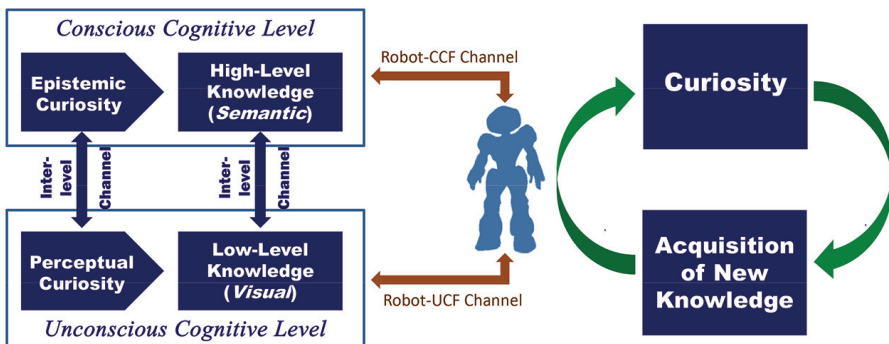 Conscious Cognitive Level
Epistemic
Curiosity
High-Level
Knowledge
(Semantic)
Robot-CCF Channel
Inter-
level
Channel
Inter-
level
Channel
Perceptual
Curiosity
Low-Level
Knowledge
(Visual)
Robot-UCF Channel
Unconscious Cognitive Level
Curiosity
Acquisition
of New
Knowledge